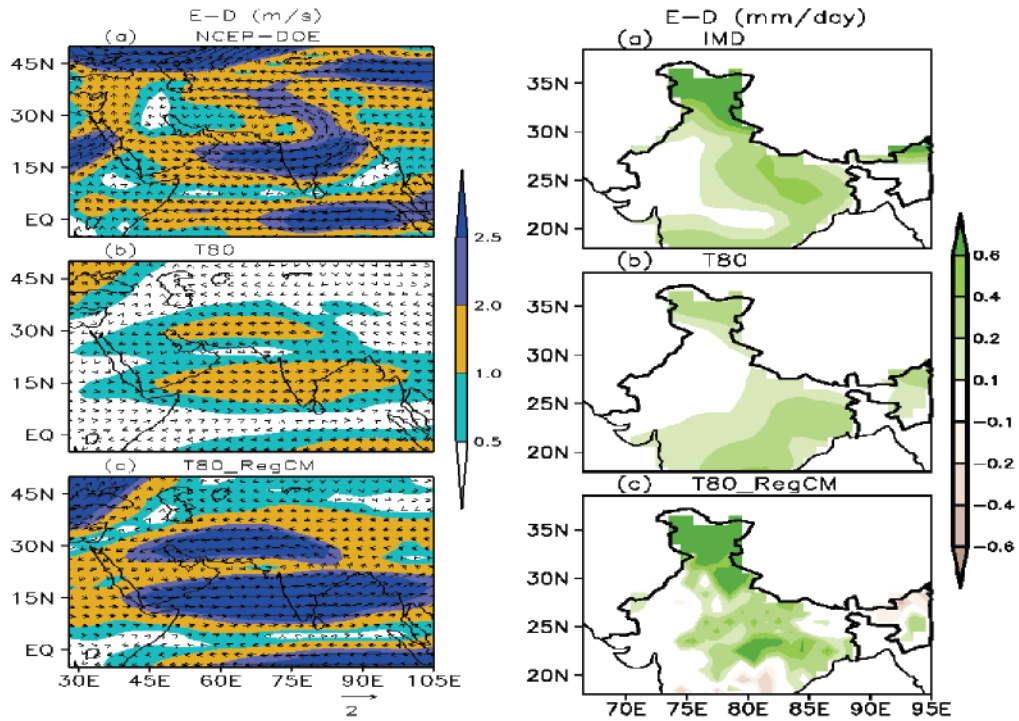 E-D (m/s)
(a) NCEP-DOE
45N
30N
15N
EQ
(b) T80
45N
30N
15N
EQ
(c) T80_RegCM
45N
30N
15N
EQ
30E 45E 60E 75E 90E 105E
2
2.5
2.0
1.0
0.5
E-D (mm/day)
(a) IMD
35N
30N
25N
20N
(b) T80
35N
30N
25N
20N
(c) T80_RegCM
35N
30N
25N
20N
70E 75E 80E 85E 90E 95E
0.6
0.4
0.2
0.1
-0.1
-0.2
-0.4
-0.6